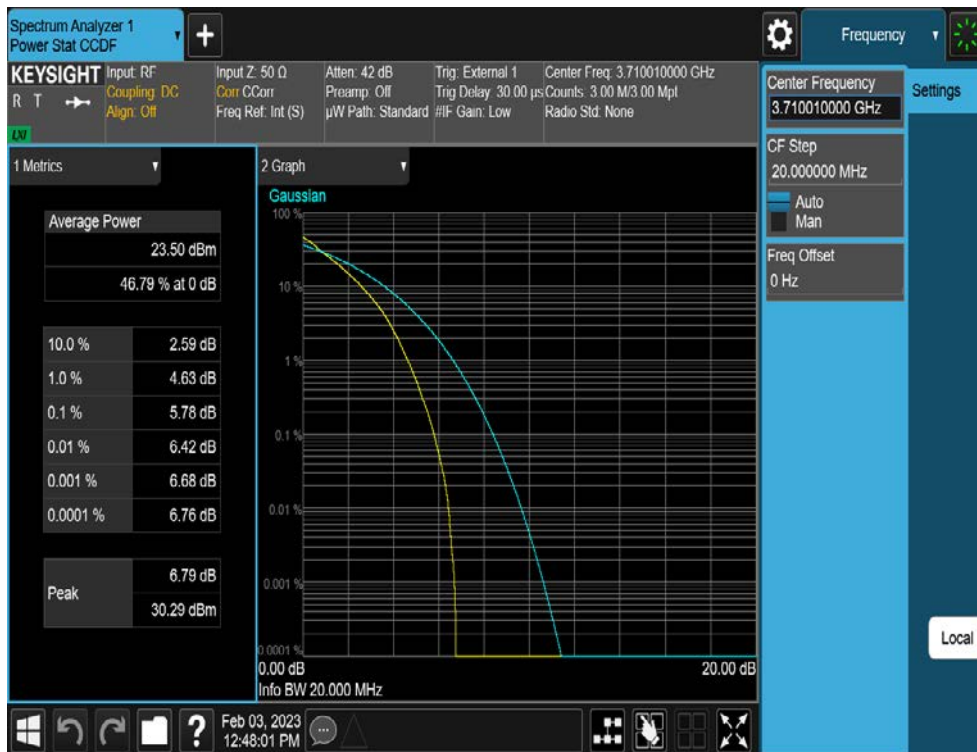 Spectrum Analyzer 1
Power Stat CCDF
+
Frequency
KEYSIGHT
R T
LXI
Input: RF
Coupling: DC
Align: Off
Input Z: 50 Ω
Corr CCorr
Freq Ref: Int (S)
Atten: 42 dB
Preamp: Off
µW Path: Standard
Trig: External 1
Trig Delay: 30.00 µs
#IF Gain: Low
Center Freq: 3.710010000 GHz
Counts: 3.00 M/3.00 Mpt
Radio Std: None
Center Frequency
3.710010000 GHz
Settings
CF Step
20.000000 MHz
Auto
Man
Freq Offset
0 Hz
Local
1 Metrics
Average Power
23.50 dBm
46.79 % at 0 dB
10.0 % 2.59 dB
1.0 % 4.63 dB
0.1 % 5.78 dB
0.01 % 6.42 dB
0.001 % 6.68 dB
0.0001 % 6.76 dB
Peak
6.79 dB
30.29 dBm
2 Graph
Gaussian
100 %
10 %
1 %
0.1 %
0.01 %
0.001 %
0.0001 %
0.00 dB
20.00 dB
Info BW 20.000 MHz
?
Feb 03, 2023
12:48:01 PM